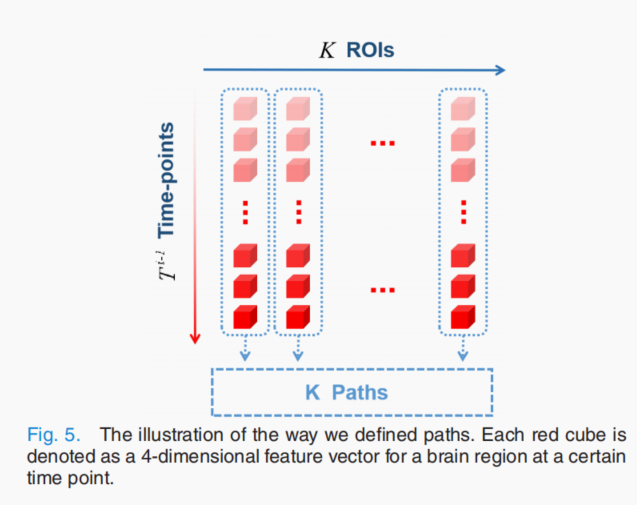 K ROIs
T^{i-1} Time-points
K Paths
Fig. 5. The illustration of the way we defined paths. Each red cube is
denoted as a 4-dimensional feature vector for a brain region at a certain
time point.